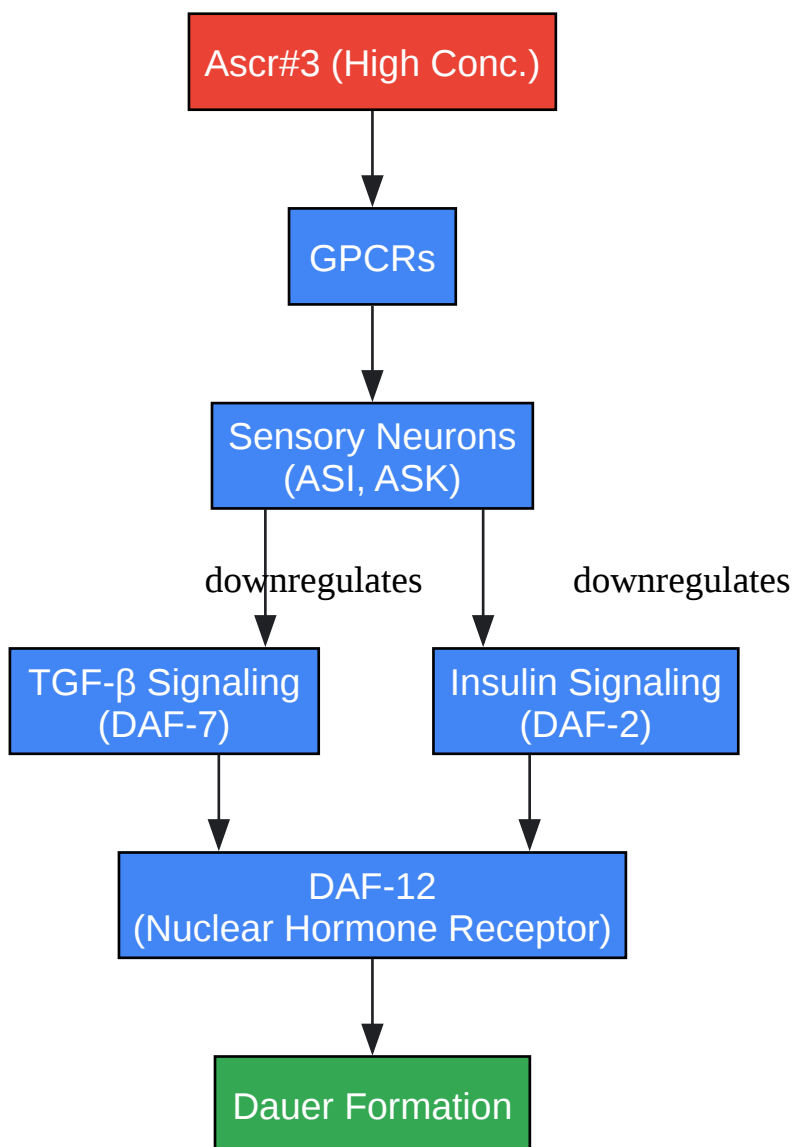 Ascr#3 (High Conc.)
GPCRs
Sensory Neurons
(ASI, ASK)
downregulates
downregulates
TGF-β Signaling
(DAF-7)
Insulin Signaling
(DAF-2)
DAF-12
(Nuclear Hormone Receptor)
Dauer Formation